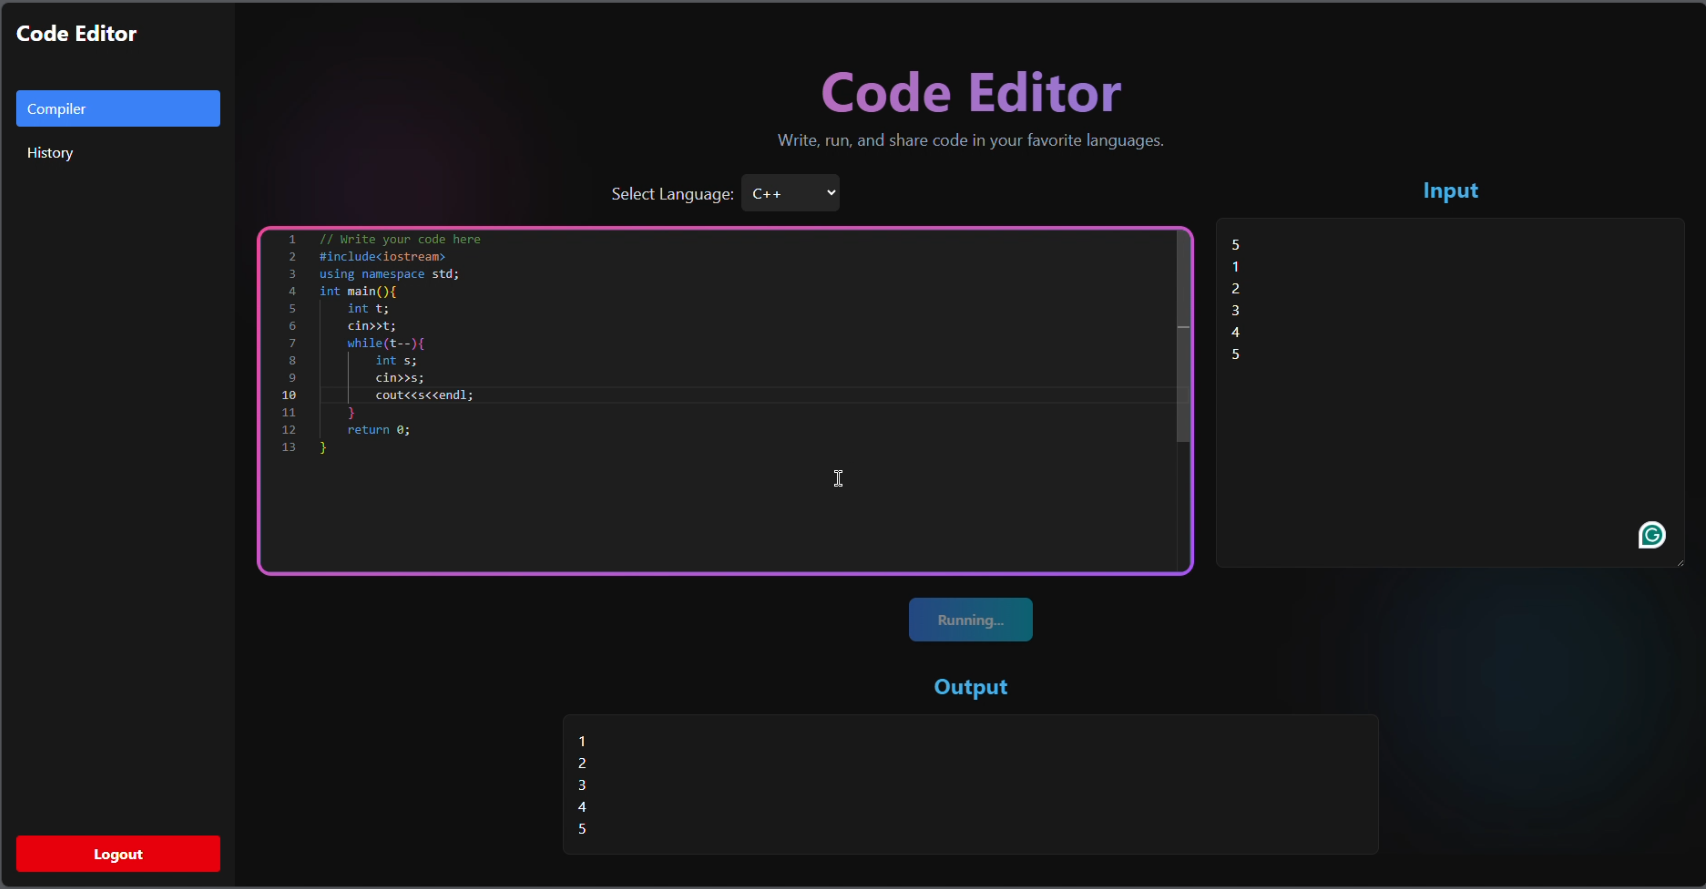 Code Editor
Compiler
History
Logout
Code Editor
Write, run, and share code in your favorite languages.
Select Language: C++
1 // Write your code here
2 #include<iostream>
3 using namespace std;
4 int main(){
5     int t;
6     cin>>t;
7     while(t--){
8         int s;
9         cin>>s;
10         cout<<s<<endl;
11     }
12     return 0;
13 }
Input
5
1
2
3
4
5
G
Running...
Output
1
2
3
4
5